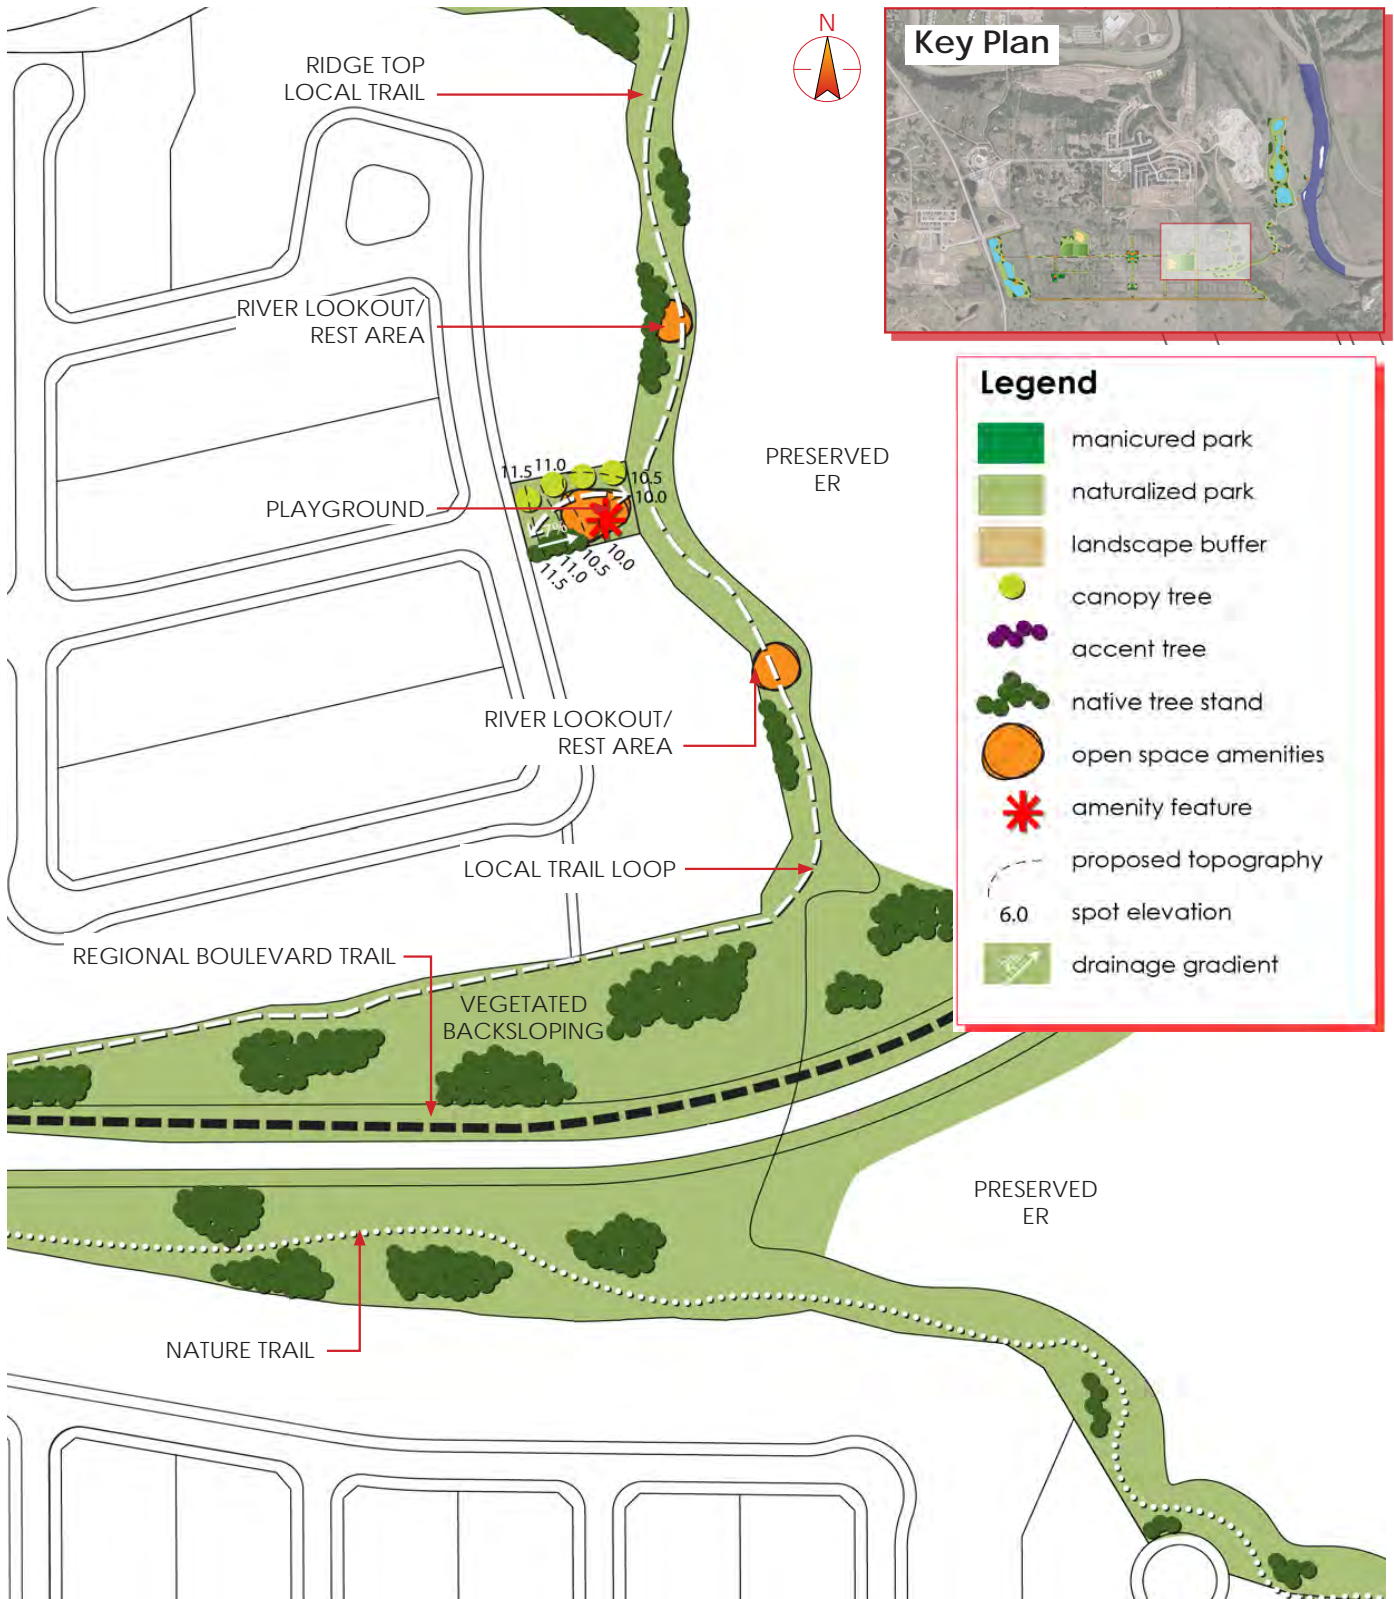 N
Key Plan
RIDGE TOP
LOCAL TRAIL
RIVER LOOKOUT/
REST AREA
Legend
manicured park
naturalized park
landscape buffer
canopy tree
accent tree
native tree stand
open space amenities
amenity feature
proposed topography
6.0 spot elevation
drainage gradient
PRESERVED
ER
11.5
11.0
10.5
10.0
PLAYGROUND
7%
11.5
11.0
10.5
10.0
RIVER LOOKOUT/
REST AREA
LOCAL TRAIL LOOP
REGIONAL BOULEVARD TRAIL
VEGETATED
BACKSLOPING
PRESERVED
ER
NATURE TRAIL